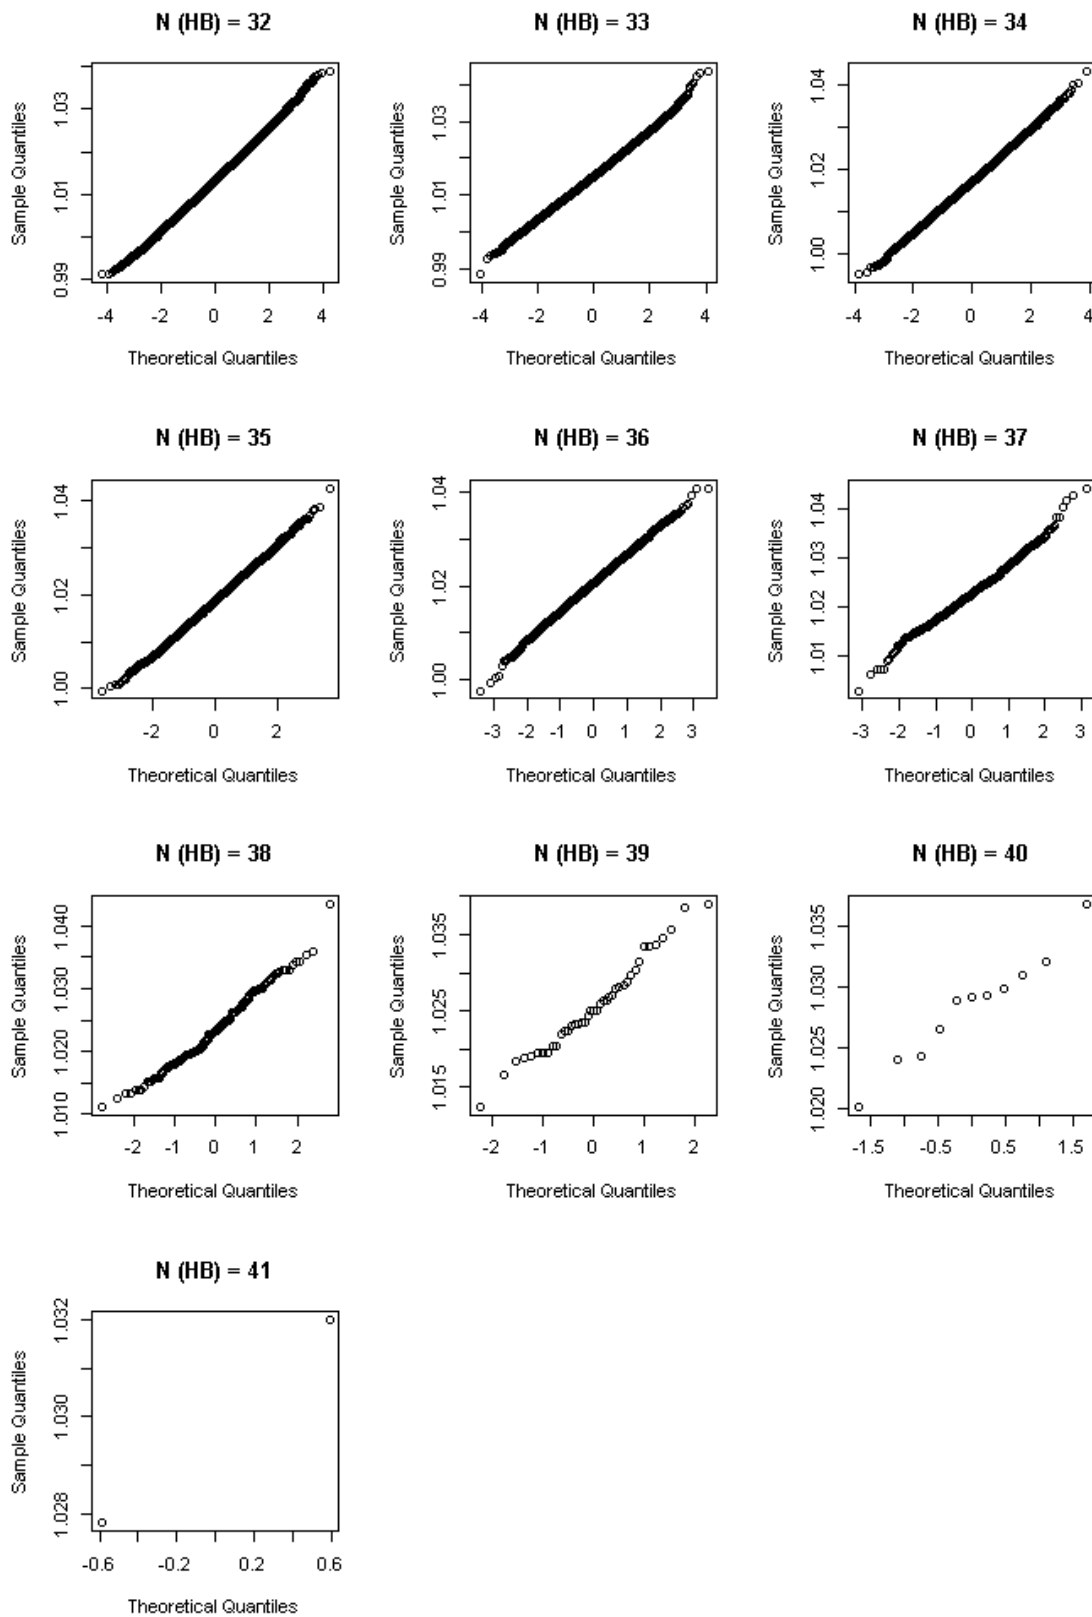 N (HB) = 32
N (HB) = 33
N (HB) = 34
Sample Quantiles
0.99 1.01 1.03
-4 -2 0 2 4
Theoretical Quantiles
Sample Quantiles
0.99 1.01 1.03
-4 -2 0 2 4
Theoretical Quantiles
Sample Quantiles
1.00 1.02 1.04
-4 -2 0 2 4
Theoretical Quantiles
N (HB) = 35
N (HB) = 36
N (HB) = 37
Sample Quantiles
1.00 1.02 1.04
-2 0 2
Theoretical Quantiles
Sample Quantiles
1.00 1.02 1.04
-3 -2 -1 0 1 2 3
Theoretical Quantiles
Sample Quantiles
1.01 1.02 1.03 1.04
-3 -2 -1 0 1 2 3
Theoretical Quantiles
N (HB) = 38
N (HB) = 39
N (HB) = 40
Sample Quantiles
1.010 1.020 1.030 1.040
-2 -1 0 1 2
Theoretical Quantiles
Sample Quantiles
1.015 1.025 1.035
-2 -1 0 1 2
Theoretical Quantiles
Sample Quantiles
1.020 1.025 1.030 1.035
-1.5 -0.5 0.5 1.5
Theoretical Quantiles
N (HB) = 41
Sample Quantiles
1.028 1.030 1.032
-0.6 -0.2 0.2 0.6
Theoretical Quantiles